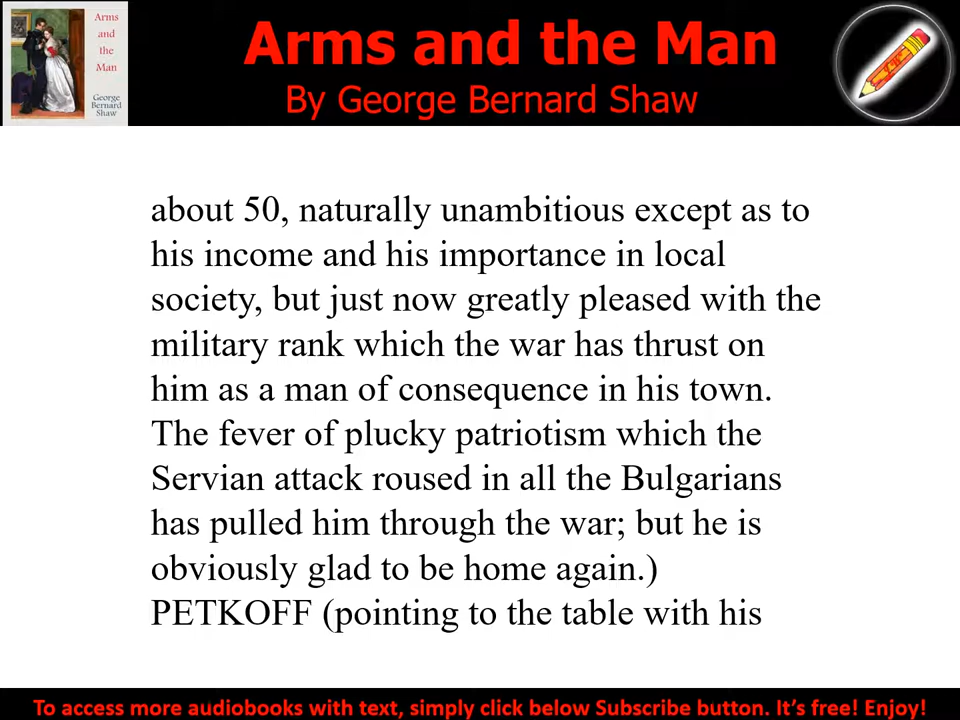 Arms
and
the
Man
George
Bernard
Shaw
Arms and the Man
By George Bernard Shaw
about 50, naturally unambitious except as to
his income and his importance in local
society, but just now greatly pleased with the
military rank which the war has thrust on
him as a man of consequence in his town.
The fever of plucky patriotism which the
Servian attack roused in all the Bulgarians
has pulled him through the war; but he is
obviously glad to be home again.)
PETKOFF (pointing to the table with his
To access more audiobooks with text, simply click below Subscribe button. It's free! Enjoy!